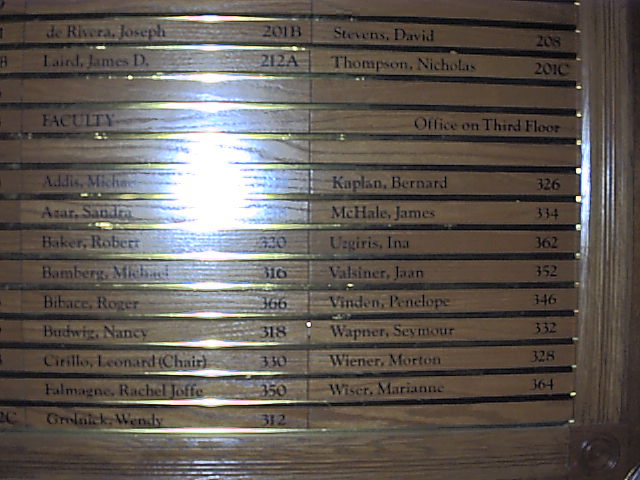 de Rivera, Joseph 201B
Laird, James D. 212A
FACULTY
Addis, Michael
Azar, Sandra
Baker, Robert 320
Bamberg, Michael 316
Bibace, Roger 366
Budwig, Nancy 318
Cirillo, Leonard (Chair) 330
Falmagne, Rachel Joffe 350
Grolnick, Wendy 312
Stevens, David 208
Thompson, Nicholas 201C
Office on Third Floor
Kaplan, Bernard 326
McHale, James 334
Uzgiris, Ina 362
Valsiner, Jaan 352
Vinden, Penelope 346
Wapner, Seymour 332
Wiener, Morton 328
Wiser, Marianne 364